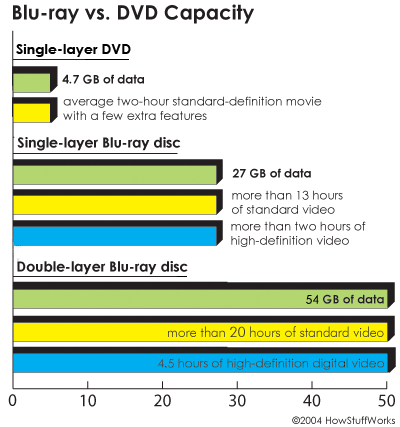 Blu-ray vs. DVD Capacity
Single-layer DVD
4.7 GB of data
average two-hour standard-definition movie
with a few extra features
Single-layer Blu-ray disc
27 GB of data
more than 13 hours
of standard video
more than two hours of
high-definition video
Double-layer Blu-ray disc
54 GB of data
more than 20 hours of standard video
4.5 hours of high-definition digital video
0 10 20 30 30 50
©2004 HowStuffWorks